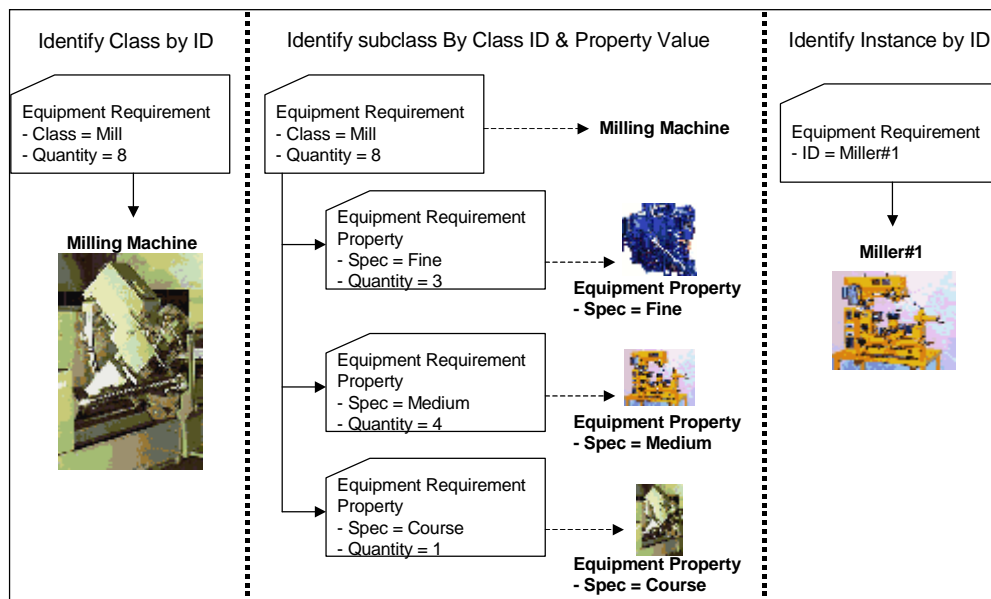 Identify Class by ID
Equipment Requirement
- Class = Mill
- Quantity = 8
Milling Machine
Identify subclass By Class ID & Property Value
Equipment Requirement
- Class = Mill
- Quantity = 8
Milling Machine
Equipment Requirement
Property
- Spec = Fine
- Quantity = 3
Equipment Property
- Spec = Fine
Equipment Requirement
Property
- Spec = Medium
- Quantity = 4
Equipment Property
- Spec = Medium
Equipment Requirement
Property
- Spec = Course
- Quantity = 1
Equipment Property
- Spec = Course
Identify Instance by ID
Equipment Requirement
- ID = Miller#1
Miller#1